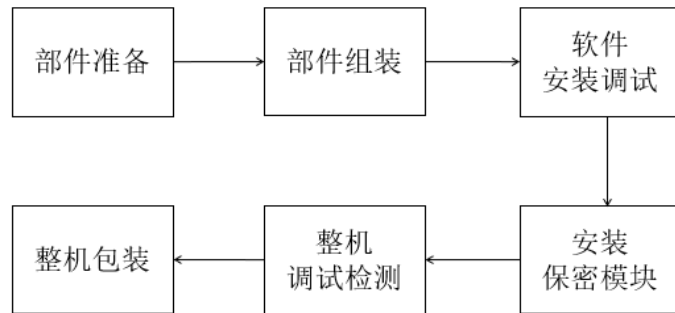 部件准备
部件组装
软件
安装调试
安装
保密模块
整机
调试检测
整机包装